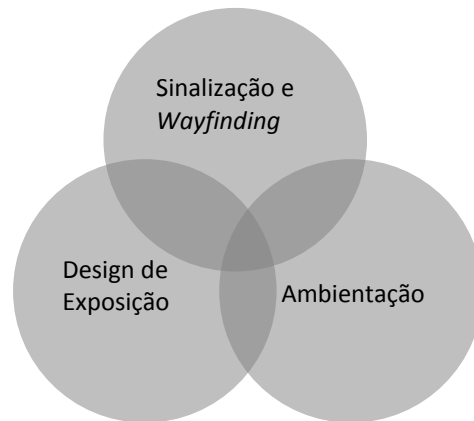 Sinalização e
Wayfinding
Design de
Exposição
Ambientação